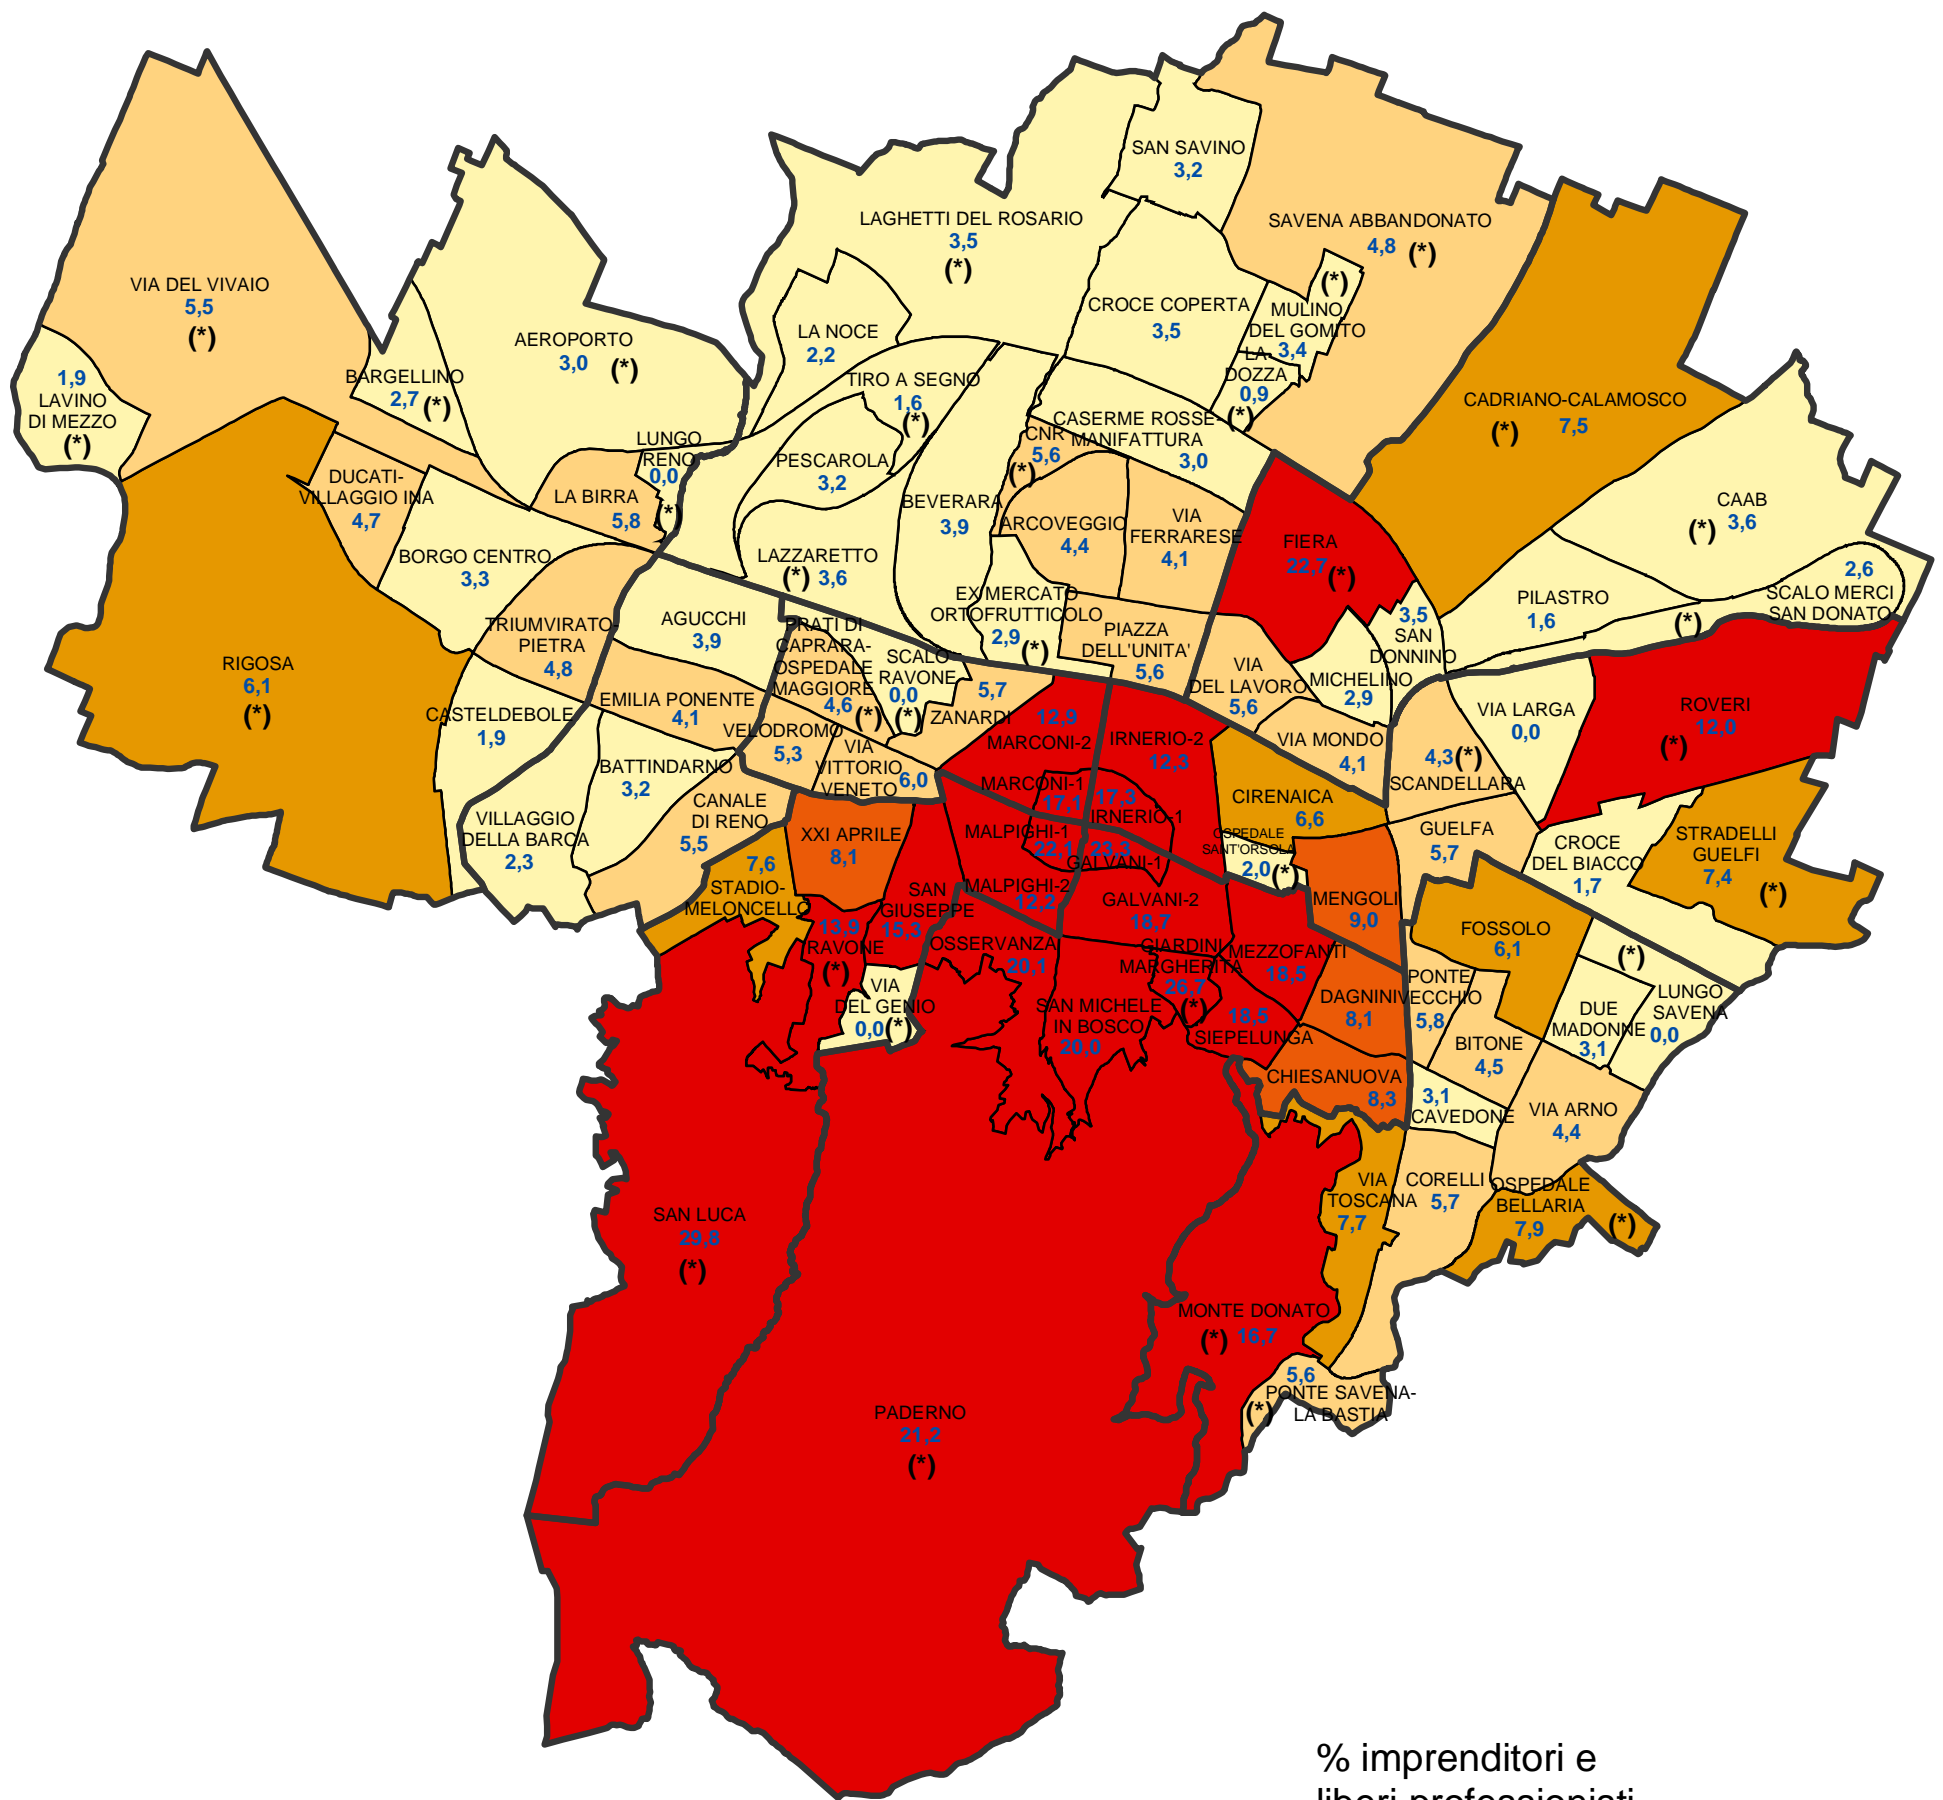 SAN SAVINO
3,2
LAGHETTI DEL ROSARIO
3,5
(*)
SAVENA ABBANDONATO
4,8 (*)
VIA DEL VIVAIO
5,5
(*)
AEROPORTO
3,0 (*)
LA NOCE
2,2
CROCE COPERTA
3,5
(*)
MULINO
DEL GOMITO
3,4
LA
DOZZA
0,9
(*)
1,9
LAVINO
DI MEZZO
(*)
BARGELLINO
2,7 (*)
TIRO A SEGNO
1,6
(*)
CADRIANO-CALAMOSCO
(*) 7,5
CASERME ROSSE-
MANIFATTURA
3,0
CNR
5,6
(*)
LUNGO
RENO
0,0
(*)
PESCAROLA
3,2
DUCATI-
VILLAGGIO INA
4,7
LA BIRRA
5,8
BEVERARA
3,9
ARCOVEGGIO
4,4
VIA
FERRARESE
4,1
CAAB
(*) 3,6
FIERA
22,7 (*)
BORGO CENTRO
3,3
LAZZARETTO
(*) 3,6
2,6
SCALO MERCI
SAN DONATO
(*)
PILASTRO
1,6
EX MERCATO
ORTOFRUTTICOLO
2,9 (*)
3,5
SAN
DONNINO
AGUCCHI
3,9
TRIUMVIRATO-
PIETRA
4,8
PRATI DI
CAPRARA-
OSPEDALE
MAGGIORE
4,6 (*)
SCALO
RAVONE
0,0
(*)
PIAZZA
DELL'UNITA'
5,6
RIGOSA
6,1
(*)
VIA
DEL LAVORO
5,6
MICHELINO
2,9
5,7
ZANARDI
EMILIA PONENTE
4,1
CASTELDEBOLE
1,9
VIA LARGA
0,0
ROVERI
(*) 12,0
12,9
MARCONI-2
IRNERIO-2
12,3
VELODROMO
5,3
VIA
VITTORIO
VENETO
6,0
VIA MONDO
4,1
4,3 (*)
SCANDELLARA
BATTINDARNO
3,2
MARCONI-1
17,1
17,3
IRNERIO-1
CIRENAICA
6,6
CANALE
DI RENO
5,5
VILLAGGIO
DELLA BARCA
2,3
XXI APRILE
8,1
MALPIGHI-1
22,1
23,3
GALVANI-1
OSPEDALE
SANT'ORSOLA
2,0 (*)
GUELFA
5,7
CROCE
DEL BIACCO
1,7
STRADELLI
GUELFI
7,4
(*)
7,6
STADIO-
MELONCELLO
SAN
GIUSEPPE
15,3
MALPIGHI-2
12,2
GALVANI-2
18,7
MENGOLI
9,0
13,9
RAVONE
(*)
OSSERVANZA
20,1
GIARDINI
MARGHERITA
26,7
(*)
MEZZOFANTI
18,5
FOSSOLO
6,1
(*)
LUNGO
SAVENA
0,0
VIA
DEL GENIO
0,0 (*)
SAN MICHELE
IN BOSCO
20,0
18,5
SIEPELUNGA
DAGNINI
8,1
PONTE
VECCHIO
5,8
DUE
MADONNE
3,1
BITONE
4,5
CHIESANUOVA
8,3
3,1
CAVEDONE
VIA ARNO
4,4
SAN LUCA
29,8
(*)
VIA
TOSCANA
7,7
CORELLI
5,7
OSPEDALE
BELLARIA
7,9
(*)
MONTE DONATO
(*) 16,7
5,6
PONTE SAVENA-
LA BASTIA
(*)
PADERNO
21,2
(*)
% imprenditori e
liberi professionisti